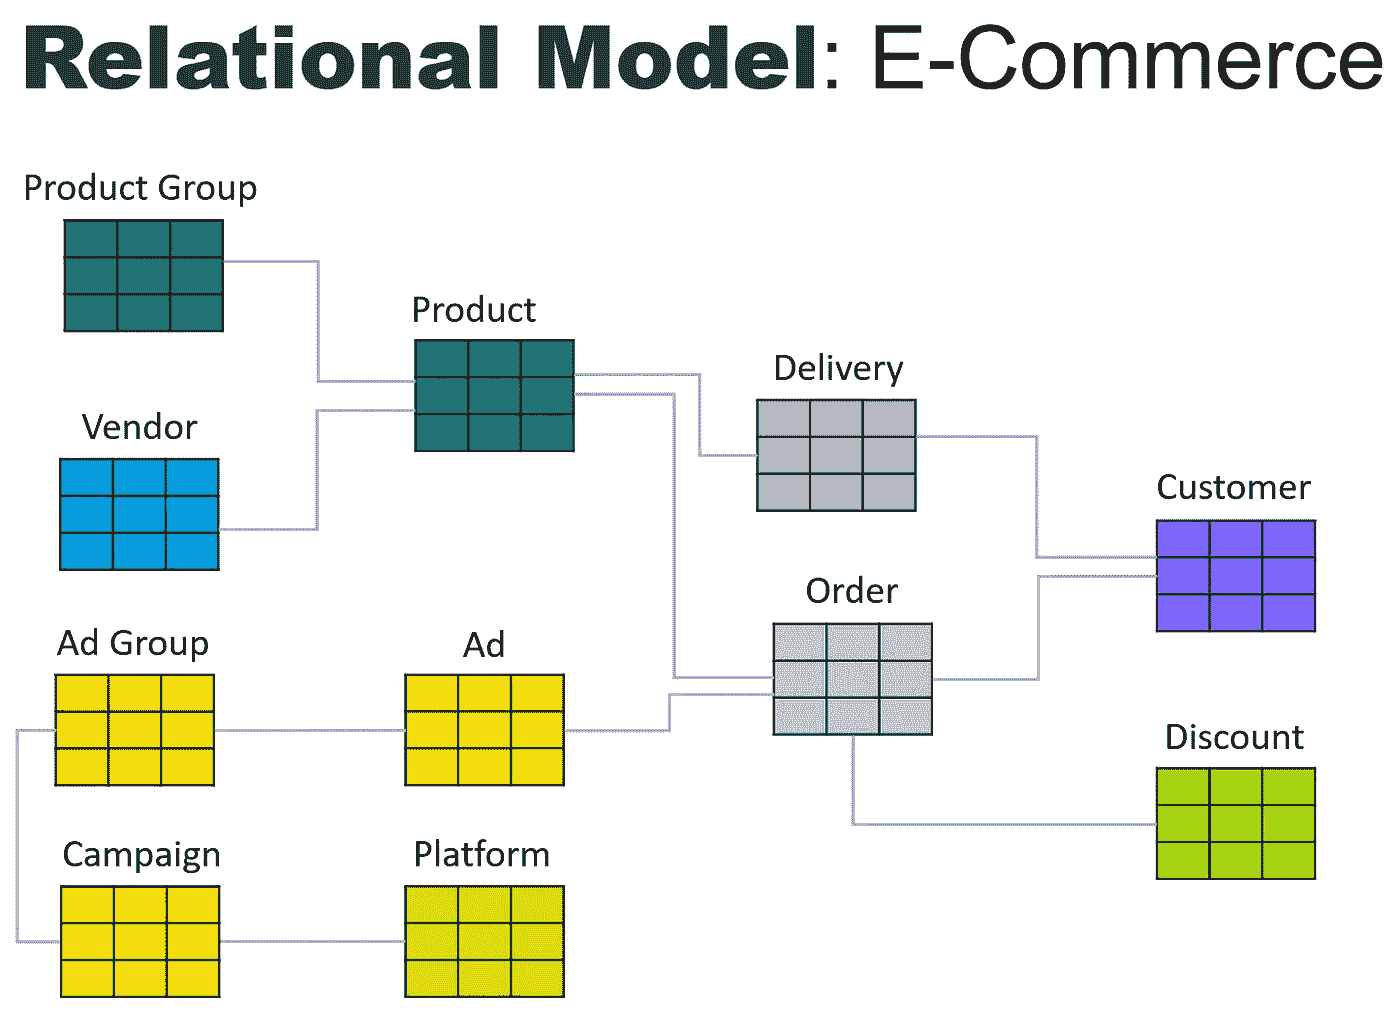 Relational Model: E-Commerce
Product Group
Product
Delivery
Vendor
Customer
Order
Ad Group
Ad
Discount
Campaign
Platform